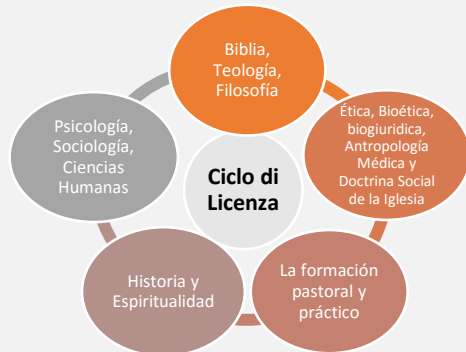 Biblia,
Teología,
Filosofía
Ética, Bioética,
biogiuridica,
Antropología
Médica y
Doctrina Social
de la Iglesia
La formación
pastoral y
práctico
Historia y
Espiritualidad
Psicología,
Sociología,
Ciencias
Humanas
Ciclo di
Licenza